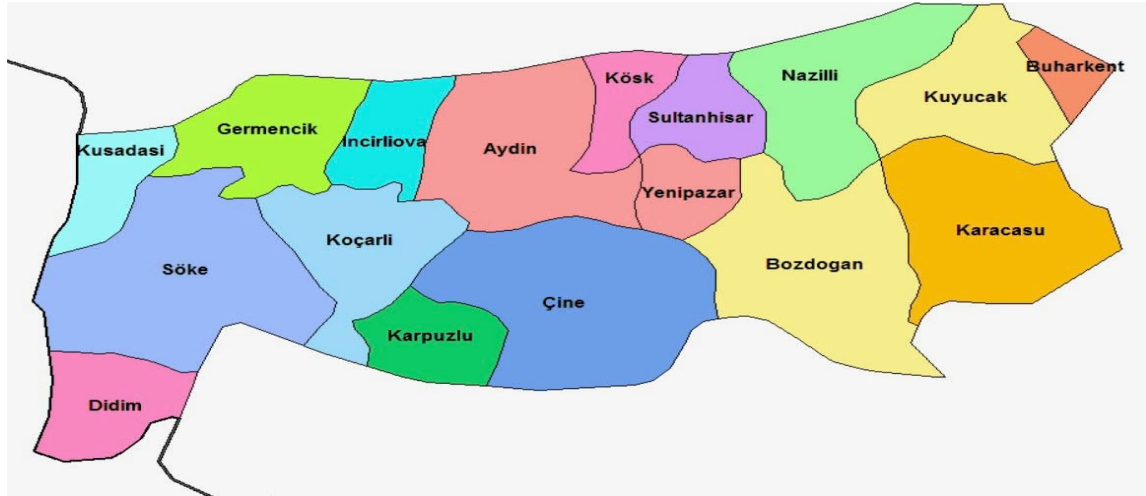 Buharkent
Kösk
Nazilli
Kuyucak
Sultanhisar
Germencik
Incirliova
Aydin
Kusadasi
Yenipazar
Karacasu
Koçarli
Bozdogan
Söke
Çine
Karpuzlu
Didim